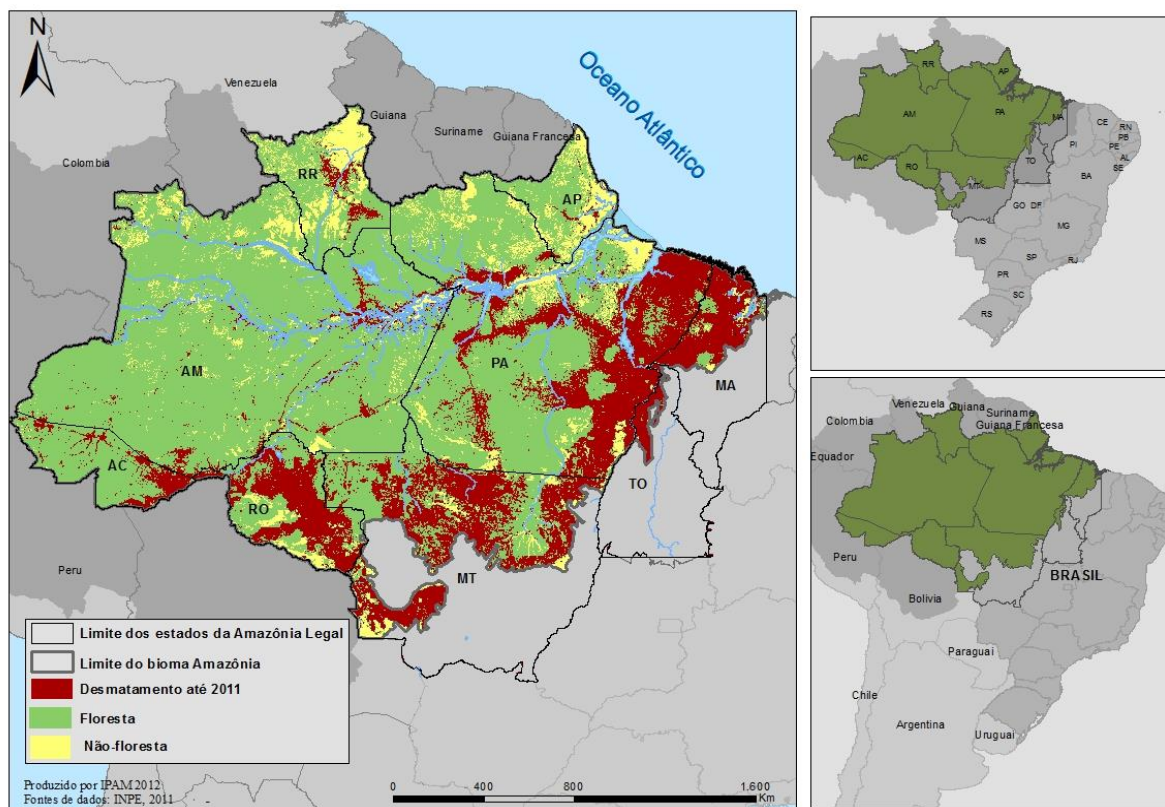 N
Venezuela
Guiana
Suriname
Guiana Francesa
Colombia
Oceano Atlântico
RR
AP
AM
PA
MA
AC
RO
TO
MT
Peru
Limite dos estados da Amazônia Legal
Limite do bioma Amazônia
Desmatamento até 2011
Floresta
Não-floresta
Produzido por IPAM 2012
Fontes de dados: INPE, 2011
0 400 800 1.600
Km
RR
AP
AM
PA
MA
CE
RN
PB
PI
PE
AL
SE
AC
RO
TO
MT
BA
GO DF
MG
MS
SP
RJ
PR
SC
RS
Venezuela
Guiana
Suriname
Colombia
Guiana Francesa
Equador
Peru
BRASIL
Bolivia
Paraguai
Chile
Argentina
Uruguai